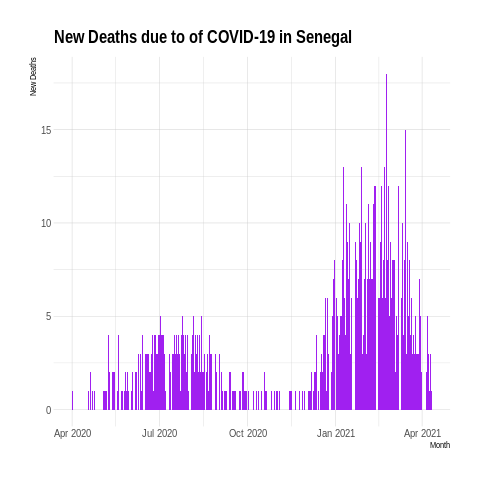 New Deaths due to of COVID-19 in Senegal
New Deaths
15
10
5
0
Apr 2020 Jul 2020 Oct 2020 Jan 2021 Apr 2021
Month